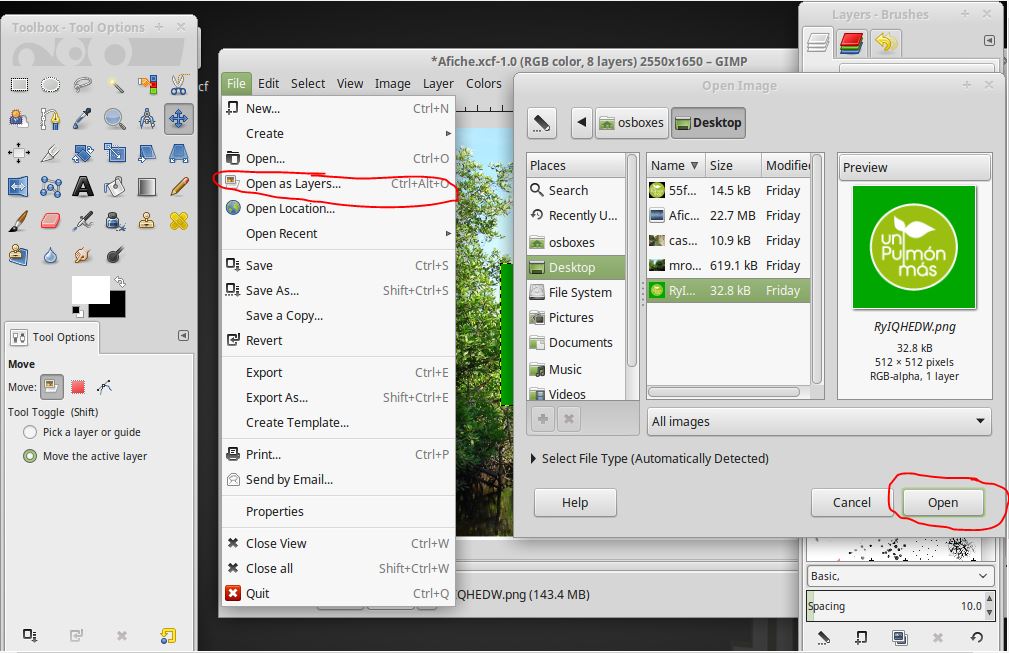 Toolbox - Tool Options
Layers - Brushes
*Afiche.xcf-1.0 (RGB color, 8 layers) 2550x1650 – GIMP
cf
File Edit Select View Image Layer Colors
Open Image
New... Ctrl+N
Create
Open... Ctrl+O
Open as Layers... Ctrl+Alt+O
Open Location...
Open Recent
Save Ctrl+S
Save As... Shift+Ctrl+S
Save a Copy...
Revert
Export Ctrl+E
Export As... Shift+Ctrl+E
Create Template...
Print... Ctrl+P
Send by Email...
Properties
Close View Ctrl+W
Close all Shift+Ctrl+W
Quit Ctrl+Q
osboxes Desktop
Places
Search
Recently U...
osboxes
Desktop
File System
Pictures
Documents
Music
Videos
Name Size Modified
55f... 14.5 kB Friday
Afic... 22.7 MB Friday
cas... 10.9 kB Friday
mro... 619.1 kB Friday
RyI... 32.8 kB Friday
Preview
un
Pulmón
más
RyIQHEDW.png
32.8 kB
512 × 512 pixels
RGB-alpha, 1 layer
All images
Select File Type (Automatically Detected)
Help Cancel Open
Tool Options
Move
Move:
Tool Toggle (Shift)
Pick a layer or guide
Move the active layer
QHEDW.png (143.4 MB)
Basic,
Spacing 10.0